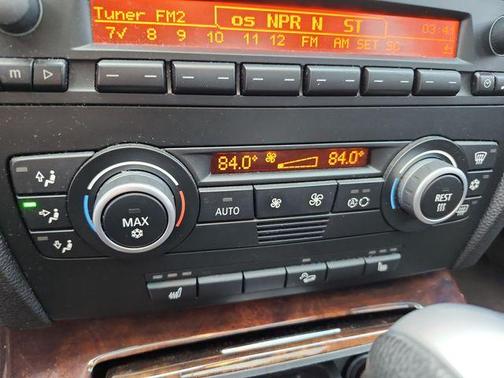 Tuner FM2 os NPR N ST 03:41
7✓ 8 9 10 11 12 FM AM SET SC
m
84.0° 84.0°
MAX AUTO REST